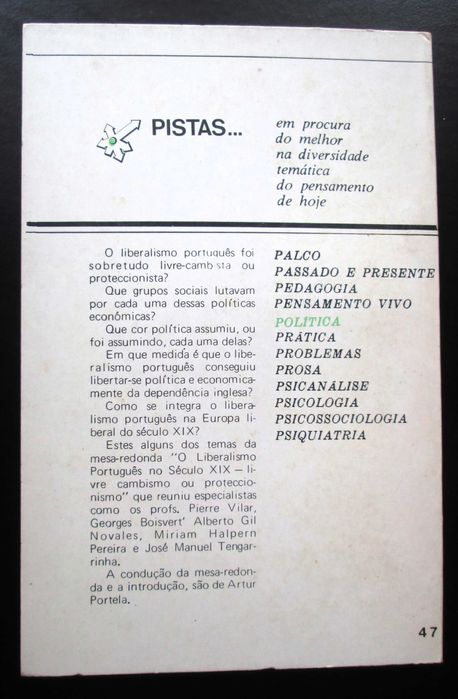 PISTAS...
em procura
do melhor
na diversidade
temática
do pensamento
de hoje
O liberalismo português foi
sobretudo livre-cambista ou
proteccionista?
Que grupos sociais lutavam
por cada uma dessas políticas
económicas?
Que cor política assumiu, ou
foi assumindo, cada uma delas?
Em que medida é que o libe-
ralismo português conseguiu
libertar-se política e economica-
mente da dependência inglesa?
Como se integra o libera-
lismo português na Europa li-
beral do século XIX?
Estes alguns dos temas da
mesa-redonda "O Liberalismo
Português no Século XIX — li-
vre cambismo ou proteccio-
nismo" que reuniu especialistas
como os profs. Pierre Vilar,
Georges Boisvert' Alberto Gil
Novales, Miriam Halpern
Pereira e José Manuel Tengar-
rinha.
A condução da mesa-redon-
da e a introdução, são de Artur
Portela.
PALCO
PASSADO E PRESENTE
PEDAGOGIA
PENSAMENTO VIVO
POLÍTICA
PRÁTICA
PROBLEMAS
PROSA
PSICANÁLISE
PSICOLOGIA
PSICOSSOCIOLOGIA
PSIQUIATRIA
47